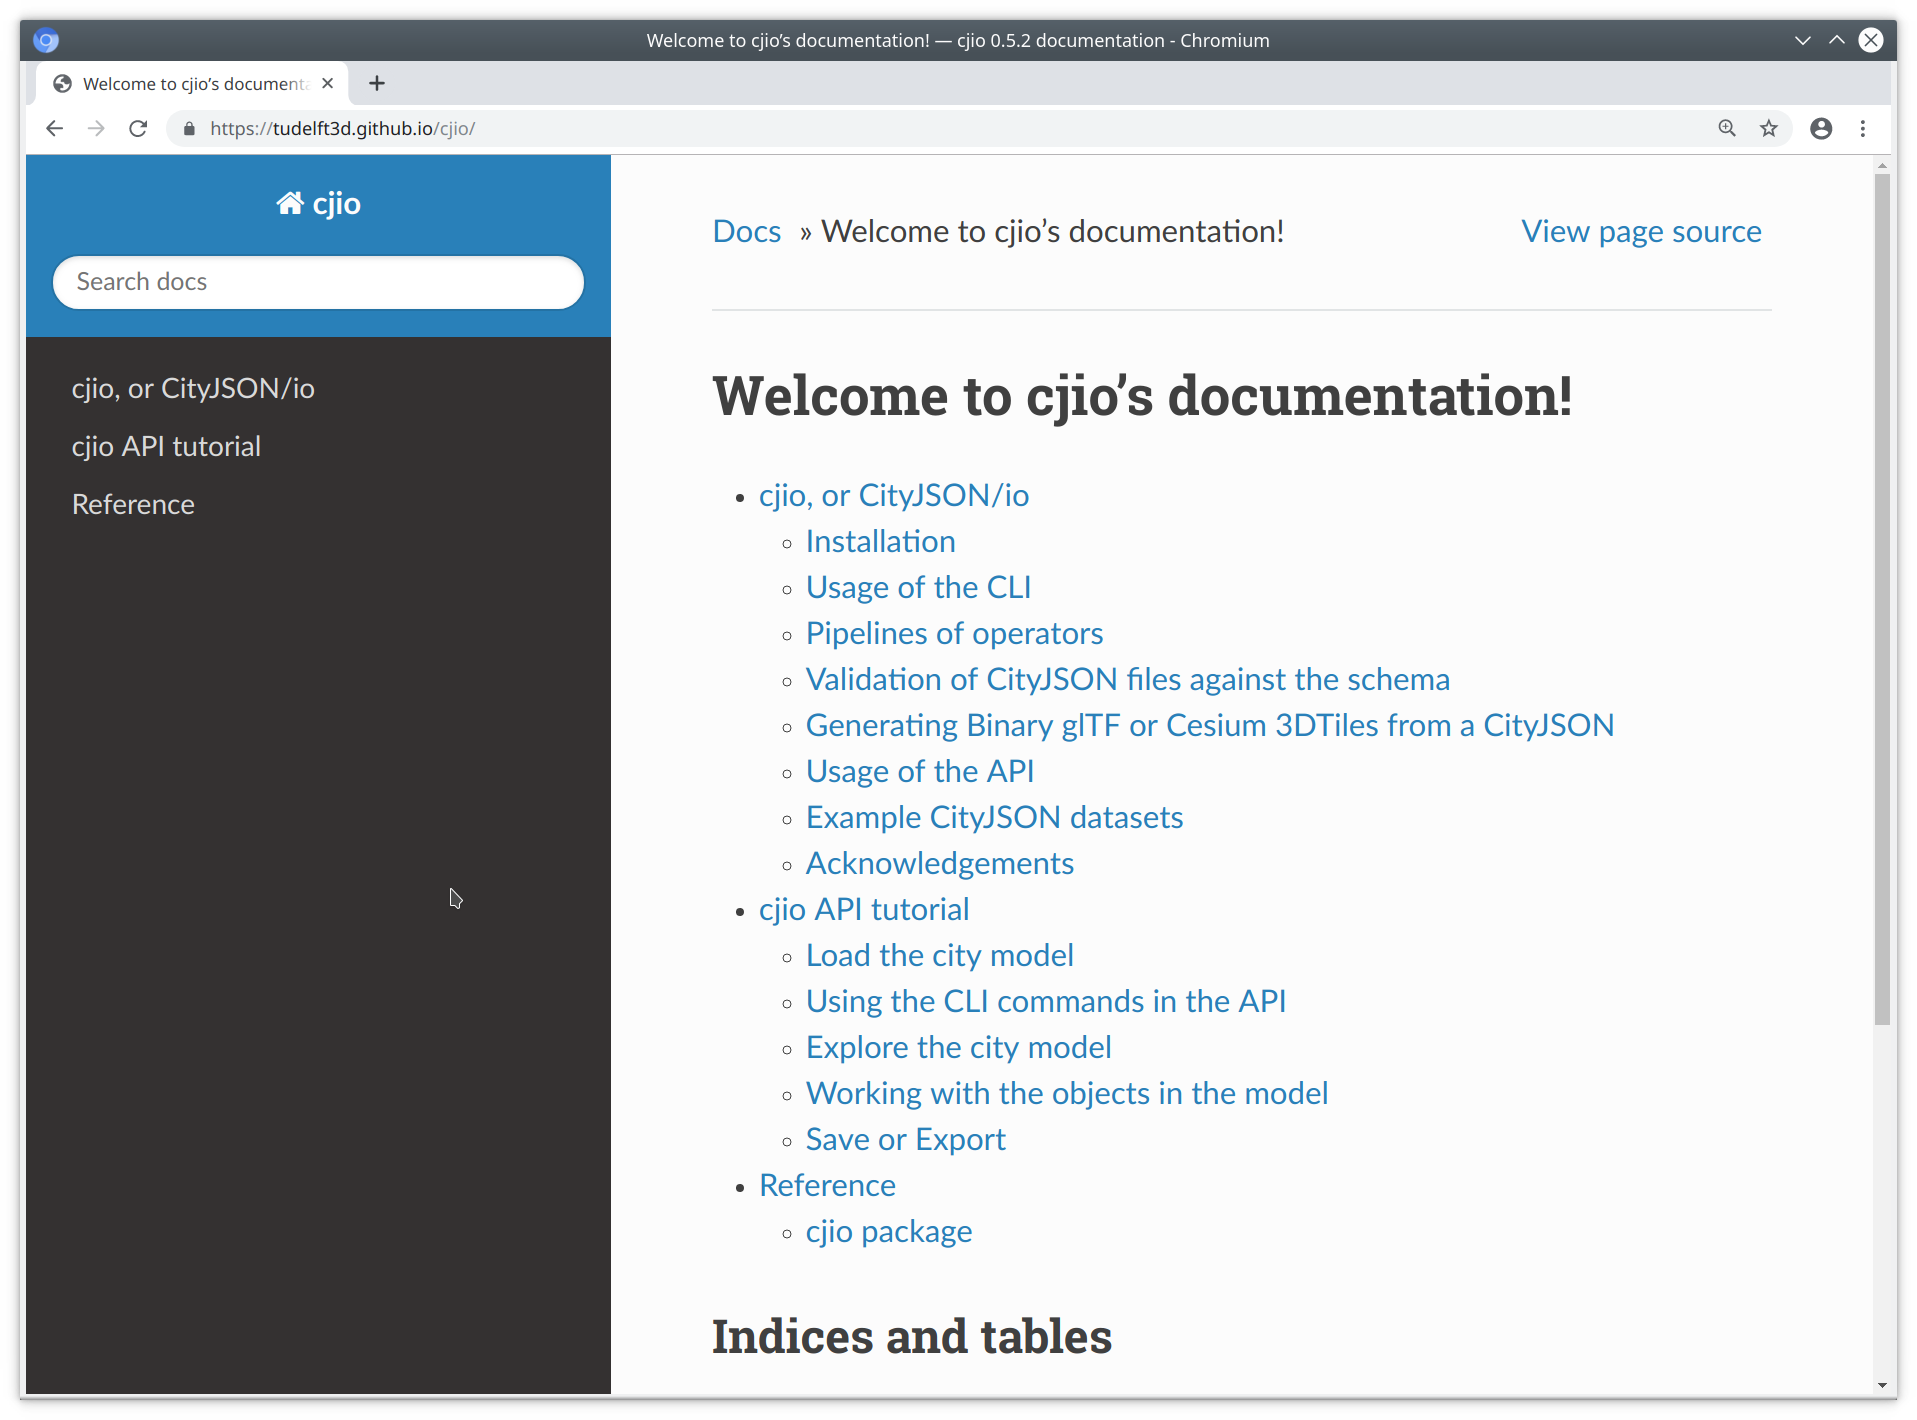 Welcome to cjio’s documentation! — cjio 0.5.2 documentation - Chromium
Welcome to cjio’s documenta
https://tudelft3d.github.io/cjio/
cjio
Search docs
cjio, or CityJSON/io
cjio API tutorial
Reference
Docs » Welcome to cjio’s documentation!
View page source
Welcome to cjio’s documentation!
• cjio, or CityJSON/io
◦ Installation
◦ Usage of the CLI
◦ Pipelines of operators
◦ Validation of CityJSON files against the schema
◦ Generating Binary glTF or Cesium 3DTiles from a CityJSON
◦ Usage of the API
◦ Example CityJSON datasets
◦ Acknowledgements
• cjio API tutorial
◦ Load the city model
◦ Using the CLI commands in the API
◦ Explore the city model
◦ Working with the objects in the model
◦ Save or Export
• Reference
◦ cjio package
Indices and tables